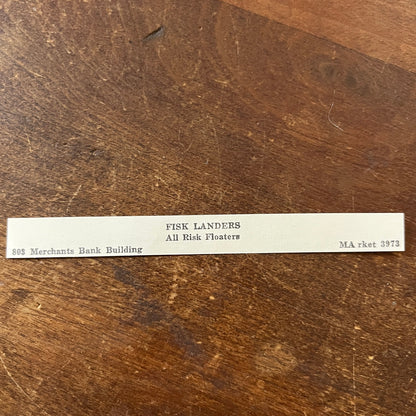 FISK LANDERS
All Risk Floaters
803 Merchants Bank Building MA rket 3973